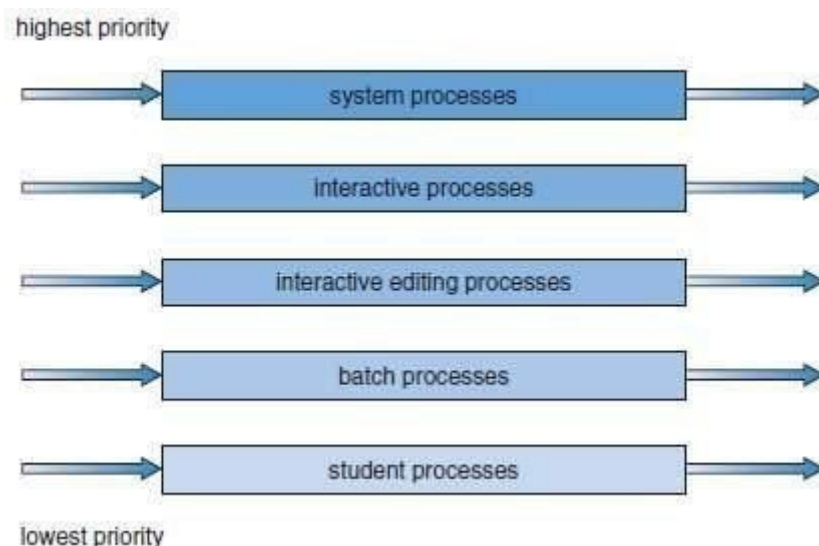 highest priority
system processes
interactive processes
interactive editing processes
batch processes
student processes
lowest priority